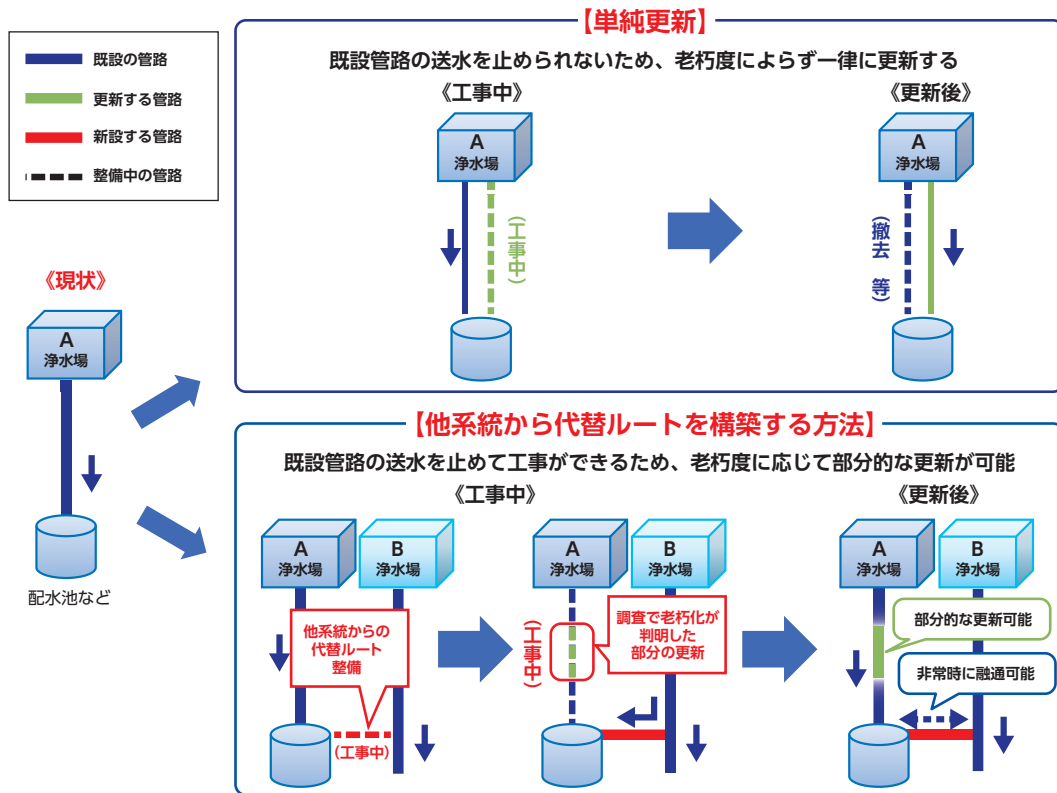 既設の管路
更新する管路
新設する管路
整備中の管路
《現状》
A
浄水場
配水池など
【単純更新】
既設管路の送水を止められないため、老朽度によらず一律に更新する
《工事中》
A
浄水場
(工事中)
《更新後》
A
浄水場
(撤去 等)
【他系統から代替ルートを構築する方法】
既設管路の送水を止めて工事ができるため、老朽度に応じて部分的な更新が可能
《工事中》
A
浄水場
B
浄水場
他系統からの
代替ルート
整備
(工事中)
A
浄水場
B
浄水場
(工事中)
調査で老朽化が
判明した
部分の更新
《更新後》
A
浄水場
B
浄水場
部分的な更新可能
非常時に融通可能